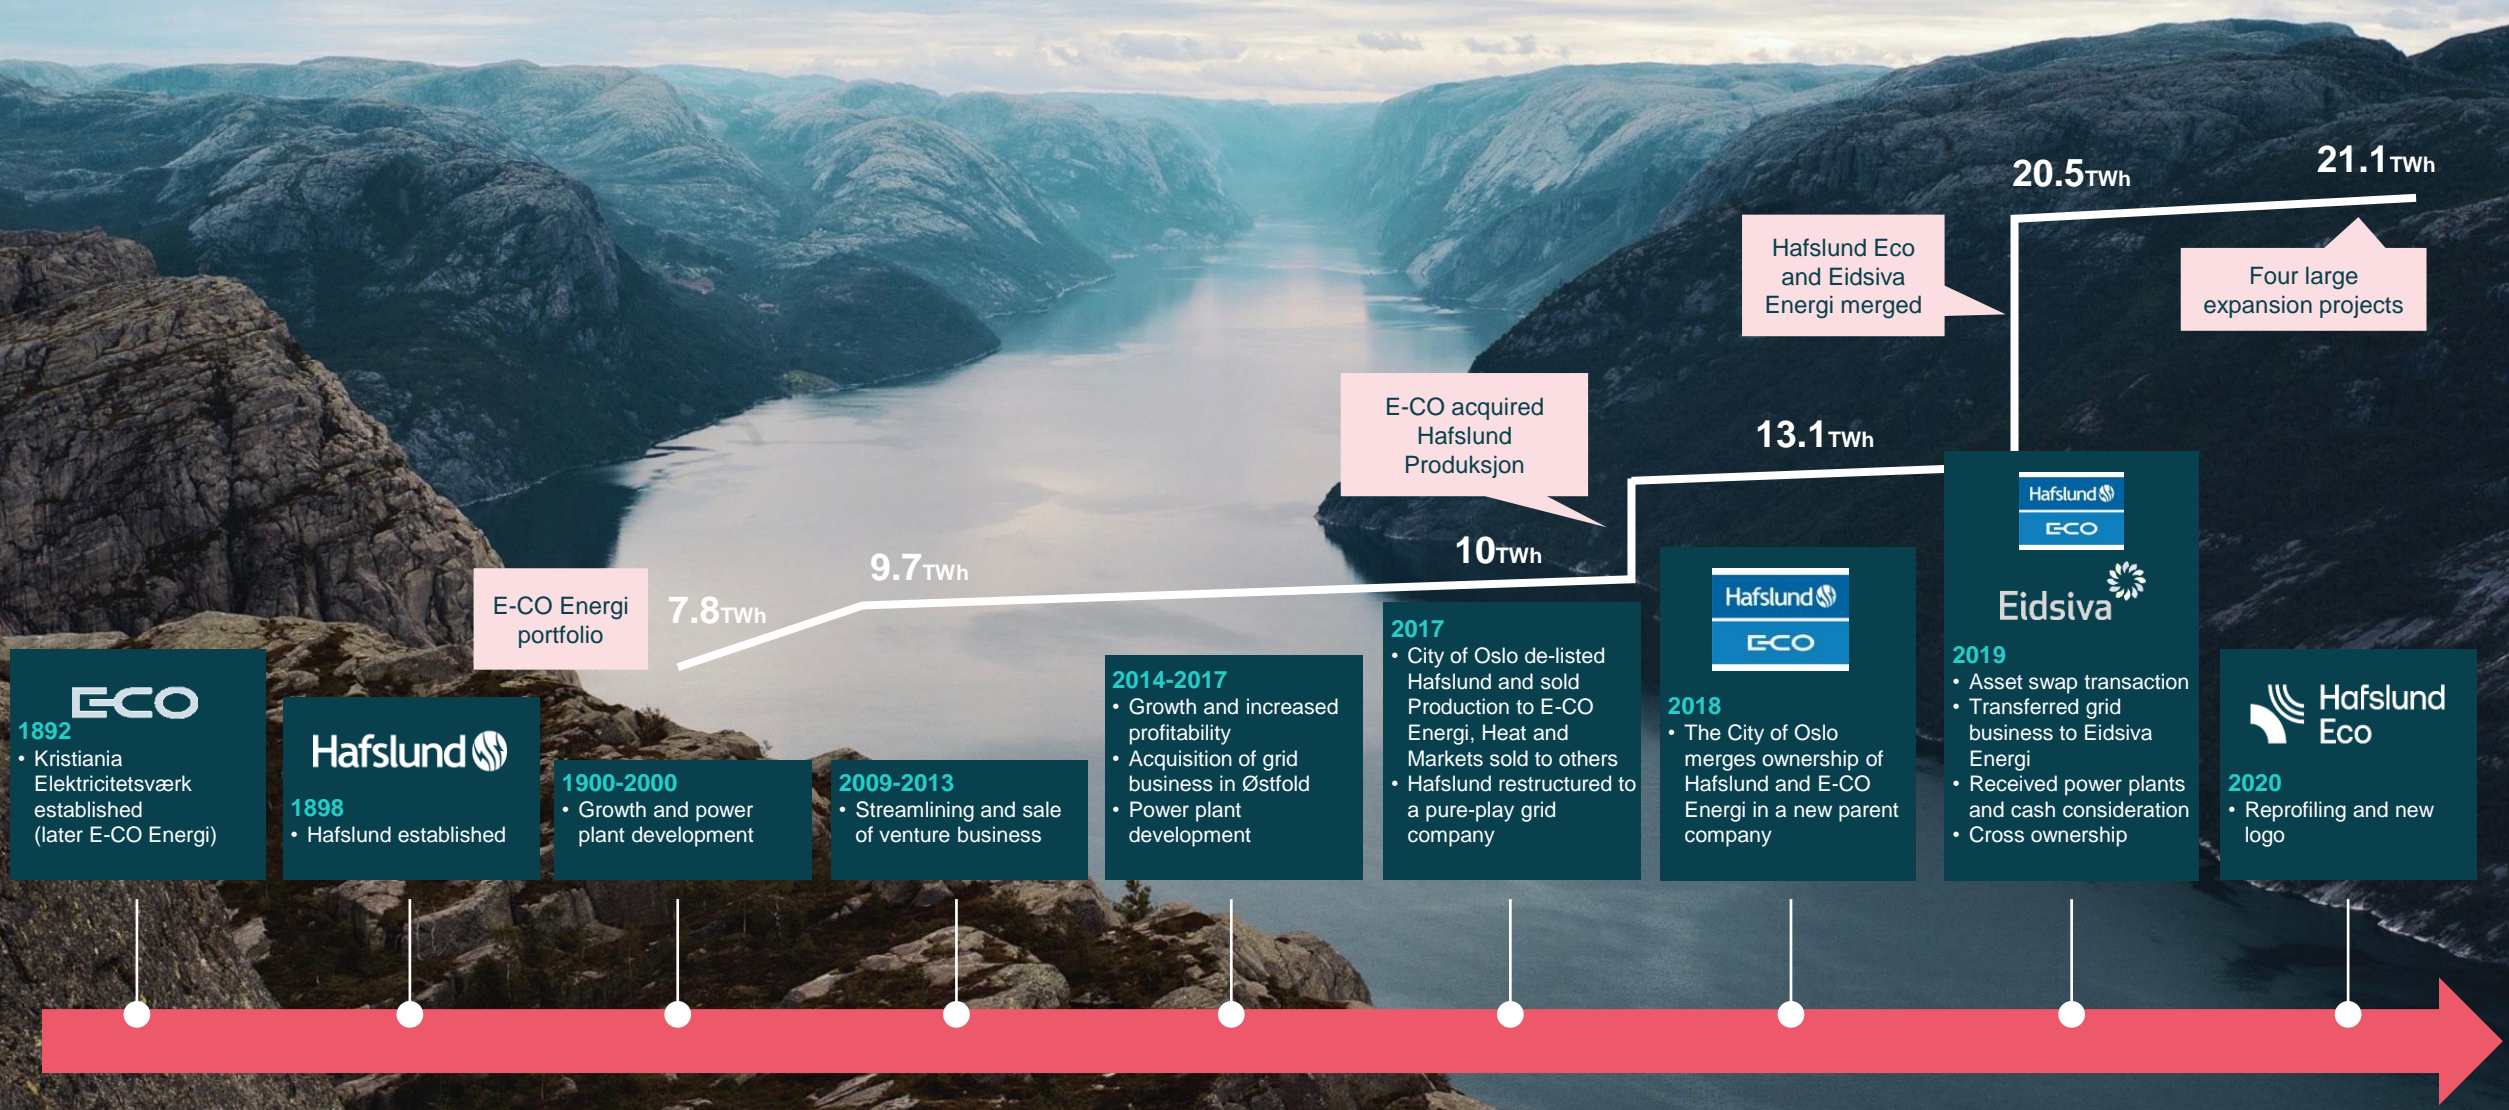 20.5TWh
21.1TWh
Hafslund Eco
and Eidsiva
Energi merged
Four large
expansion projects
E-CO acquired
Hafslund
Produksjon
13.1TWh
10TWh
9.7TWh
E-CO Energi
portfolio
7.8TWh
E-CO
1892
• Kristiania
Elektricitetsværk
established
(later E-CO Energi)
Hafslund
1898
• Hafslund established
1900-2000
• Growth and power
plant development
2009-2013
• Streamlining and sale
of venture business
2014-2017
• Growth and increased
profitability
• Acquisition of grid
business in Østfold
• Power plant
development
2017
• City of Oslo de-listed
Hafslund and sold
Production to E-CO
Energi, Heat and
Markets sold to others
• Hafslund restructured to
a pure-play grid
company
Hafslund
E-CO
2018
• The City of Oslo
merges ownership of
Hafslund and E-CO
Energi in a new parent
company
Hafslund
E-CO
Eidsiva
2019
• Asset swap transaction
• Transferred grid
business to Eidsiva
Energi
• Received power plants
and cash consideration
• Cross ownership
Hafslund
Eco
2020
• Reprofiling and new
logo